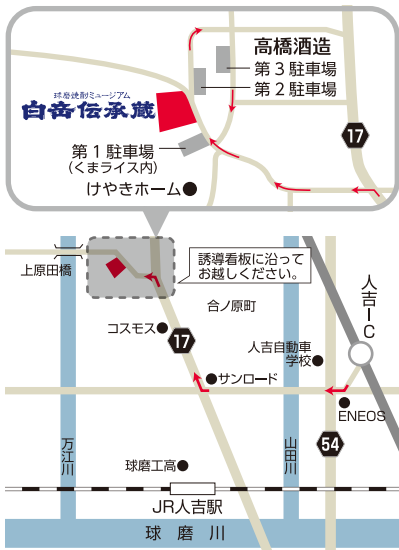 高橋酒造
第3駐車場
第2駐車場
球磨焼酎ミュージアム
白岳伝承蔵
17
第1駐車場
(くまライス内)
けやきホーム
誘導看板に沿って
お越しください。
上原田橋
合ノ原町
人吉IC
コスモス
17
人吉自動車
学校
サンロード
ENEOS
万江川
山田川
54
球磨工高
JR人吉駅
球磨川